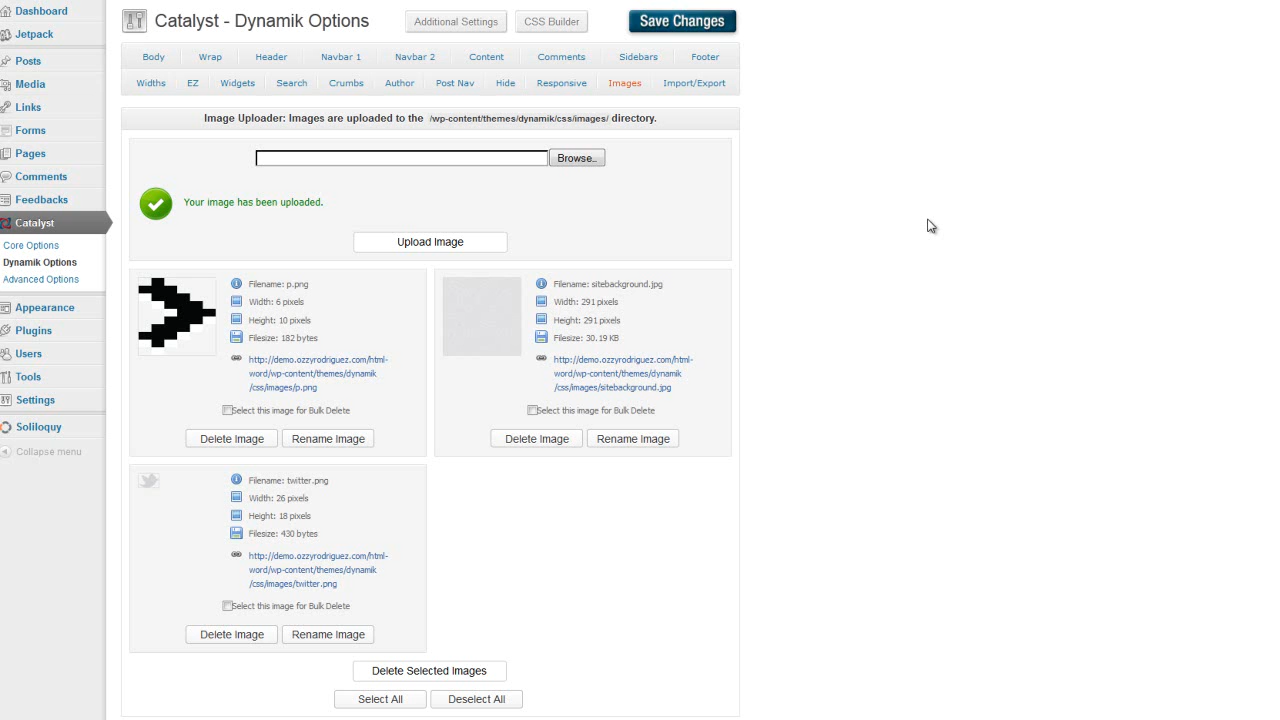 Dashboard
Jetpack
Posts
Media
Links
Forms
Pages
Comments
Feedbacks
Catalyst
Core Options
Dynamik Options
Advanced Options
Appearance
Plugins
Users
Tools
Settings
Soliloquy
Collapse menu
Catalyst - Dynamik Options
Additional Settings
CSS Builder
Save Changes
Body Wrap Header Navbar 1 Navbar 2 Content Comments Sidebars Footer
Widths EZ Widgets Search Crumbs Author Post Nav Hide Responsive Images Import/Export
Image Uploader: Images are uploaded to the /wp-content/themes/dynamik/css/images/ directory.
Browse..
Your image has been uploaded.
Upload Image
Filename: p.png
Width: 6 pixels
Height: 10 pixels
Filesize: 182 bytes
http://demo.ozzyrodriguez.com/html-
word/wp-content/themes/dynamik
/css/images/p.png
Select this image for Bulk Delete
Delete Image Rename Image
Filename: sitebackground.jpg
Width: 291 pixels
Height: 291 pixels
Filesize: 30.19 KB
http://demo.ozzyrodriguez.com/html-
word/wp-content/themes/dynamik
/css/images/sitebackground.jpg
Select this image for Bulk Delete
Delete Image Rename Image
Filename: twitter.png
Width: 26 pixels
Height: 18 pixels
Filesize: 430 bytes
http://demo.ozzyrodriguez.com/html-
word/wp-content/themes/dynamik
/css/images/twitter.png
Select this image for Bulk Delete
Delete Image Rename Image
Delete Selected Images
Select All Deselect All